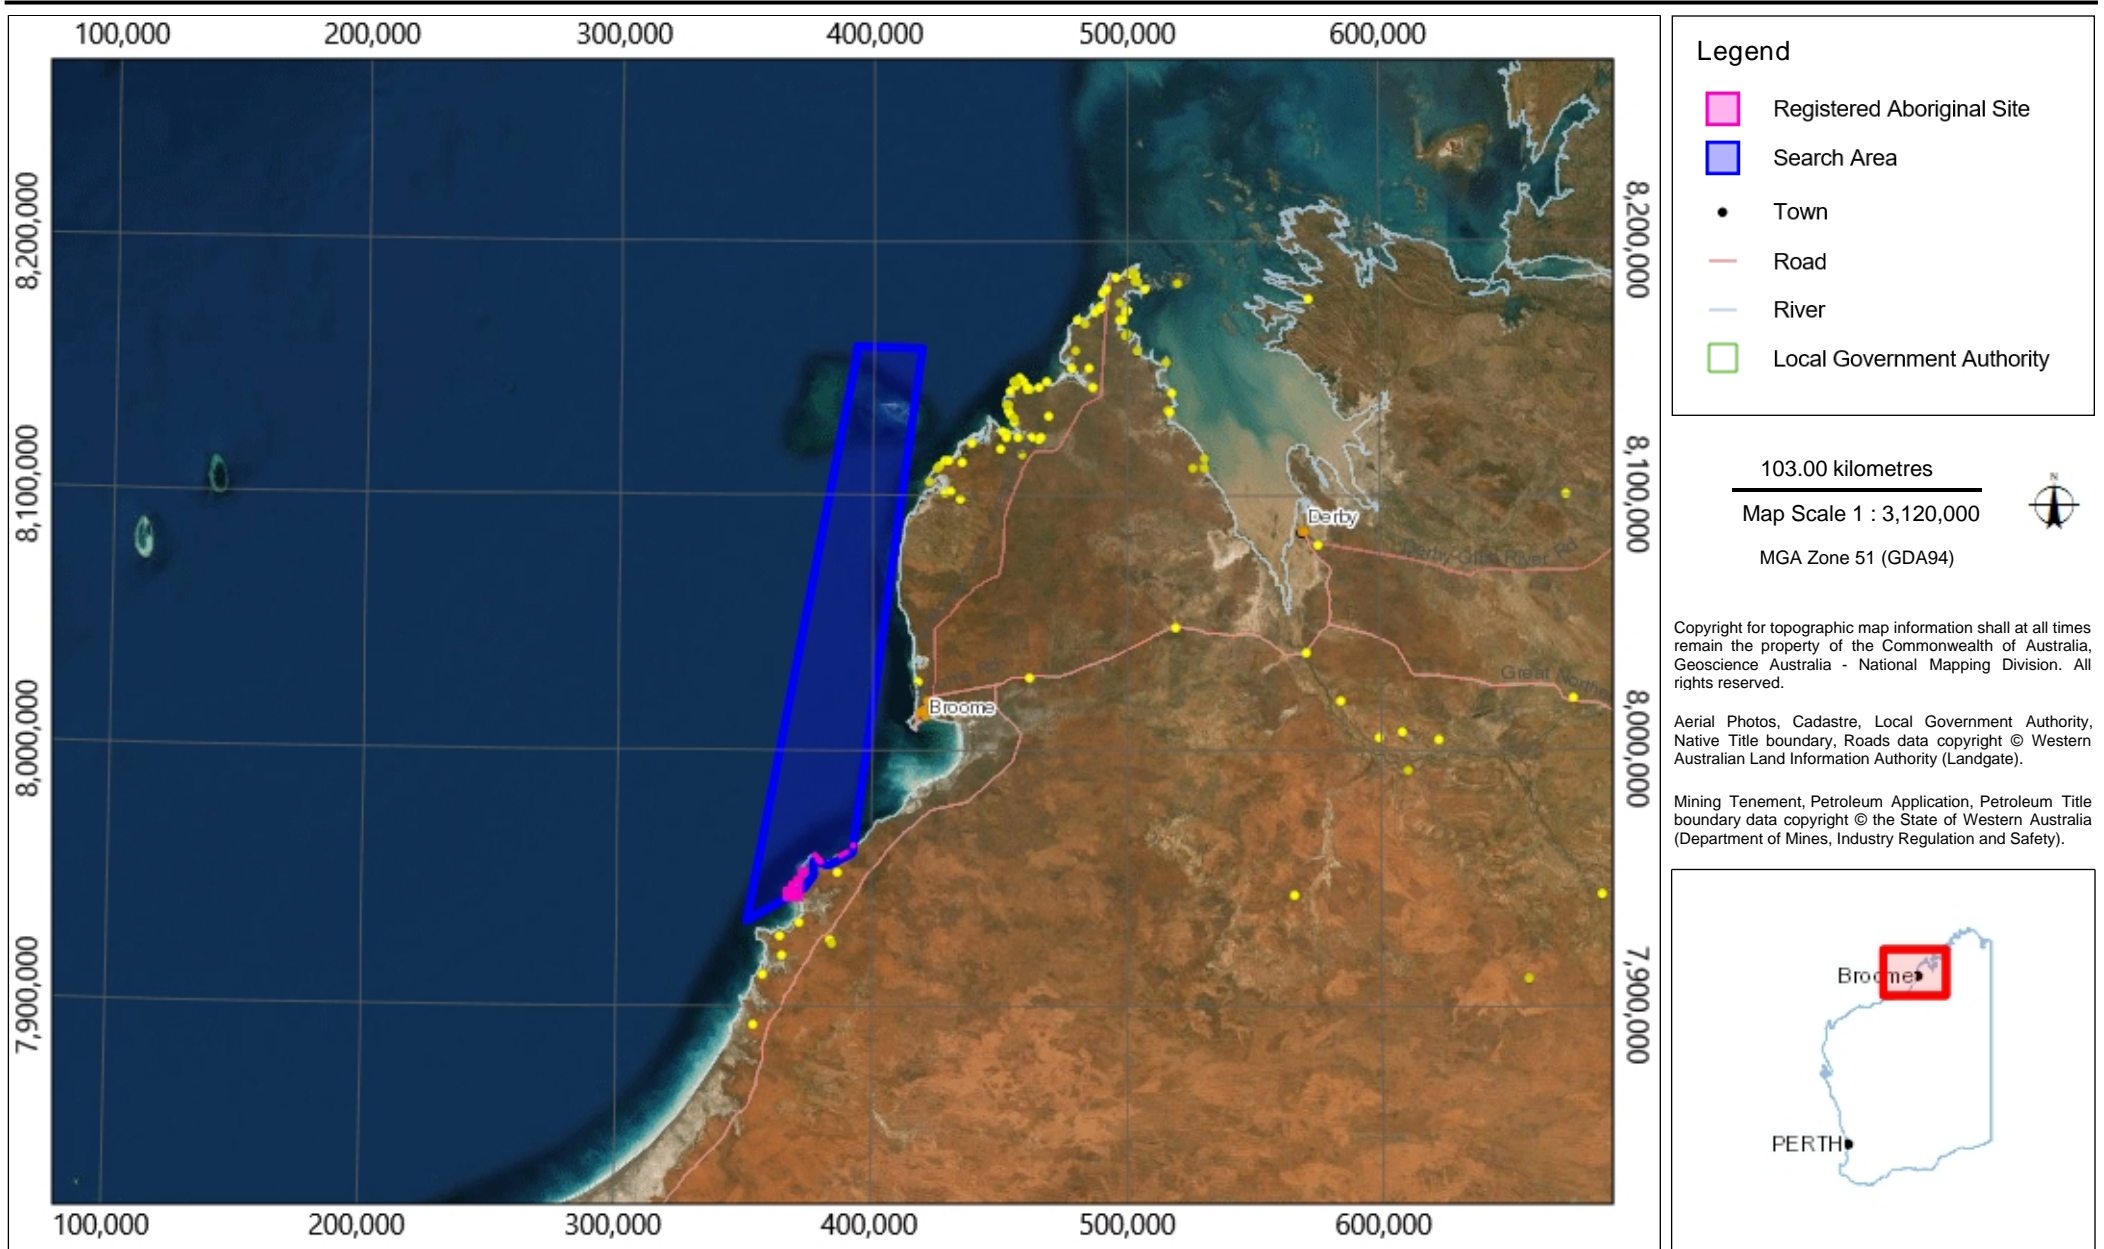 100,000 200,000 300,000 400,000 500,000 600,000
8,200,000
8,100,000
8,000,000
7,900,000
8,200,000
8,100,000
8,000,000
7,900,000
Derby
Derby-Gibb River Rd
Great Northe
Broome
100,000 200,000 300,000 400,000 500,000 600,000
Legend
Registered Aboriginal Site
Search Area
Town
Road
River
Local Government Authority
103.00 kilometres
Map Scale 1 : 3,120,000
MGA Zone 51 (GDA94)
N
Copyright for topographic map information shall at all times
remain the property of the Commonwealth of Australia,
Geoscience Australia - National Mapping Division. All
rights reserved.
Aerial Photos, Cadastre, Local Government Authority,
Native Title boundary, Roads data copyright © Western
Australian Land Information Authority (Landgate).
Mining Tenement, Petroleum Application, Petroleum Title
boundary data copyright © the State of Western Australia
(Department of Mines, Industry Regulation and Safety).
Broome
PERTH